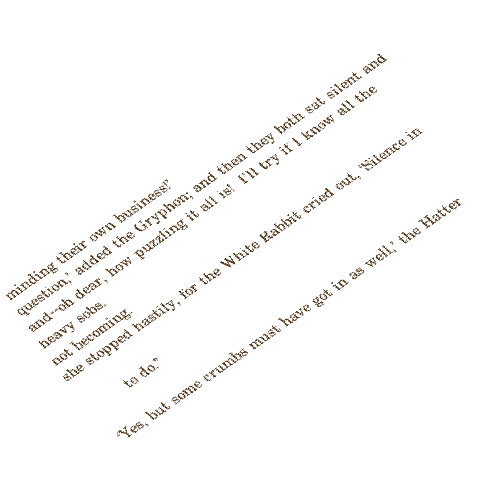 minding their own business!'
question,' added the Gryphon; and then they both sat silent and
and--oh dear, how puzzling it all is! I'll try if I know all the
heavy sobs.
not becoming.
she stopped hastily, for the White Rabbit cried out, 'Silence in
to do.'
'Yes, but some crumbs must have got in as well,' the Hatter